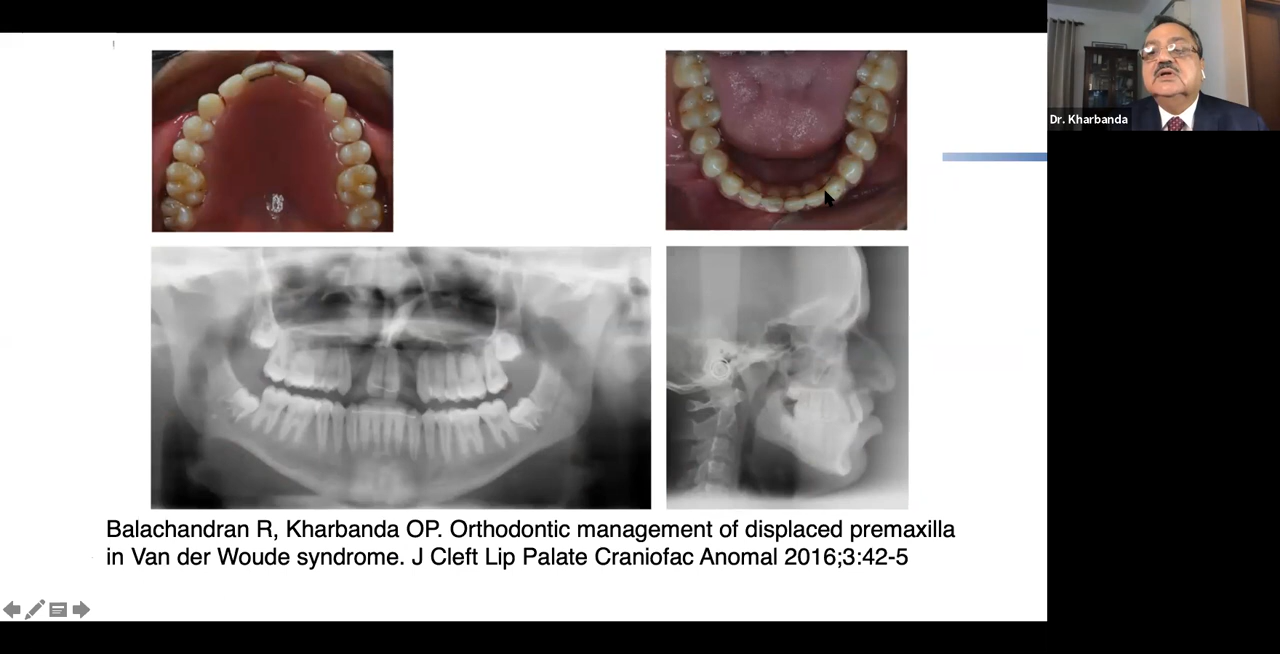 Dr. Kharbanda
Balachandran R, Kharbanda OP. Orthodontic management of displaced premaxilla
in Van der Woude syndrome. J Cleft Lip Palate Craniofac Anomal 2016;3:42-5